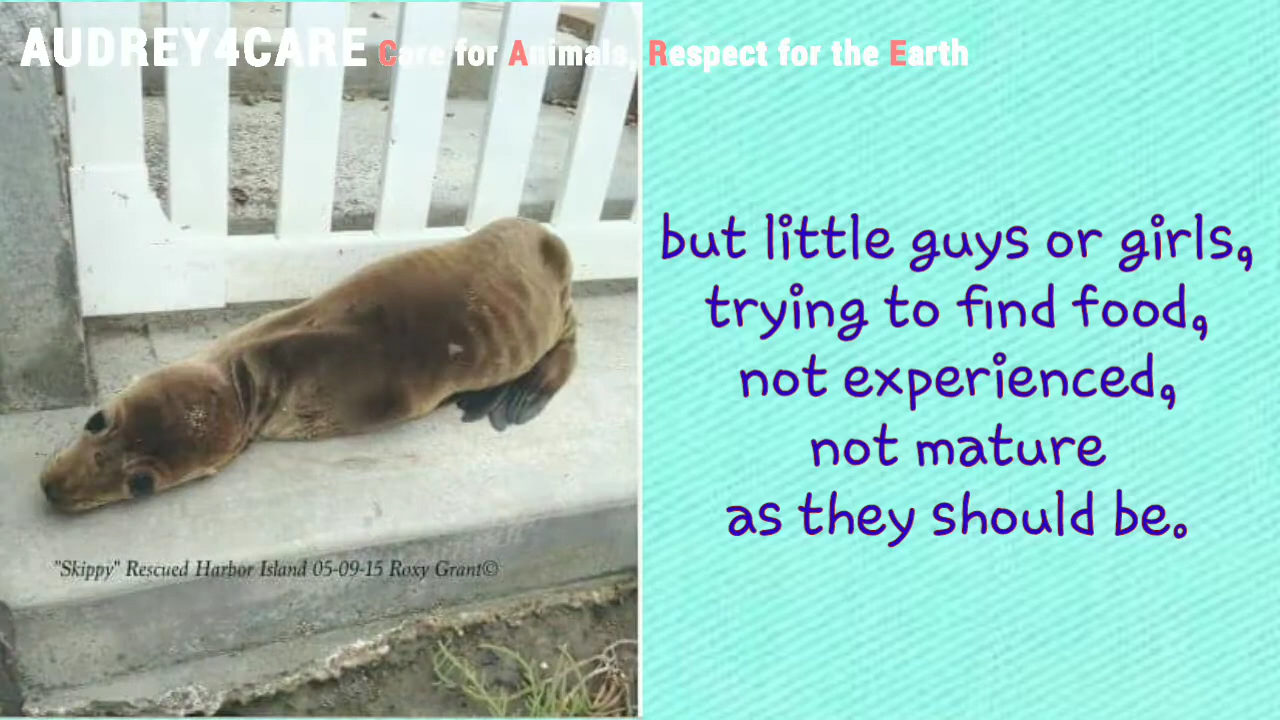 AUDREY4CARE Care for Animals, Respect for the Earth
but little guys or girls,
trying to find food,
not experienced,
not mature
as they should be.
"Skippy" Rescued Harbor Island 05-09-15 Roxy Grant©